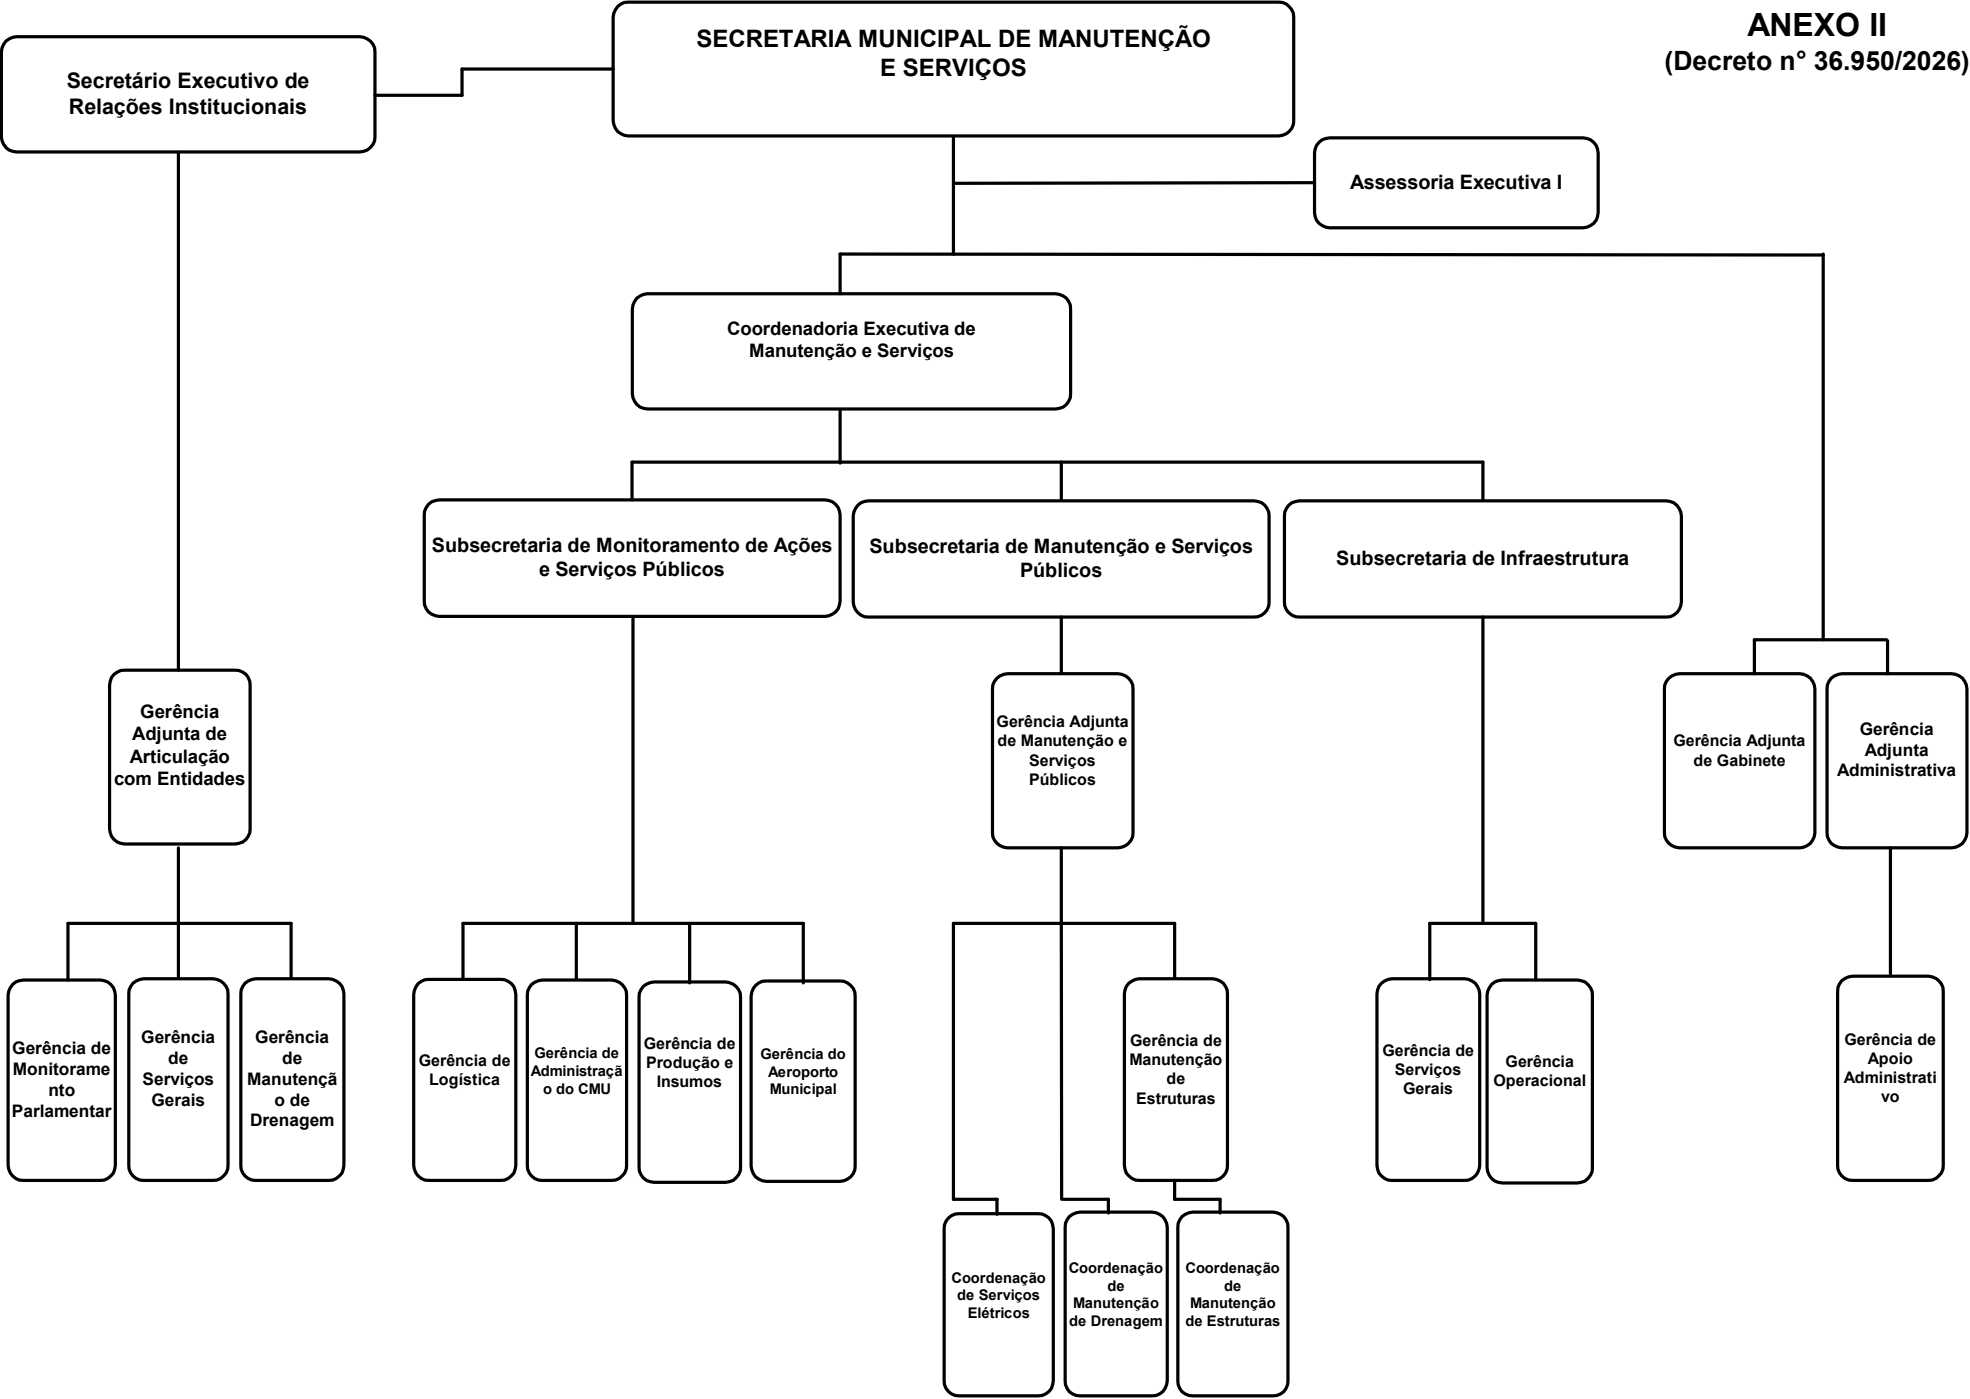 ANEXO II
(Decreto n° 36.950/2026)
SECRETARIA MUNICIPAL DE MANUTENÇÃO
E SERVIÇOS
Secretário Executivo de
Relações Institucionais
Assessoria Executiva I
Coordenadoria Executiva de
Manutenção e Serviços
Subsecretaria de Monitoramento de Ações
e Serviços Públicos
Subsecretaria de Manutenção e Serviços
Públicos
Subsecretaria de Infraestrutura
Gerência
Adjunta de
Articulação
com Entidades
Gerência Adjunta
de Manutenção e
Serviços
Públicos
Gerência Adjunta
de Gabinete
Gerência
Adjunta
Administrativa
Gerência de
Monitorame
nto
Parlamentar
Gerência
de
Serviços
Gerais
Gerência
de
Manutençã
o de
Drenagem
Gerência de
Logística
Gerência de
Administraçã
o do CMU
Gerência de
Produção e
Insumos
Gerência do
Aeroporto
Municipal
Gerência de
Manutenção
de
Estruturas
Gerência de
Serviços
Gerais
Gerência
Operacional
Gerência de
Apoio
Administrati
vo
Coordenação
de Serviços
Elétricos
Coordenação
de
Manutenção
de Drenagem
Coordenação
de
Manutenção
de Estruturas